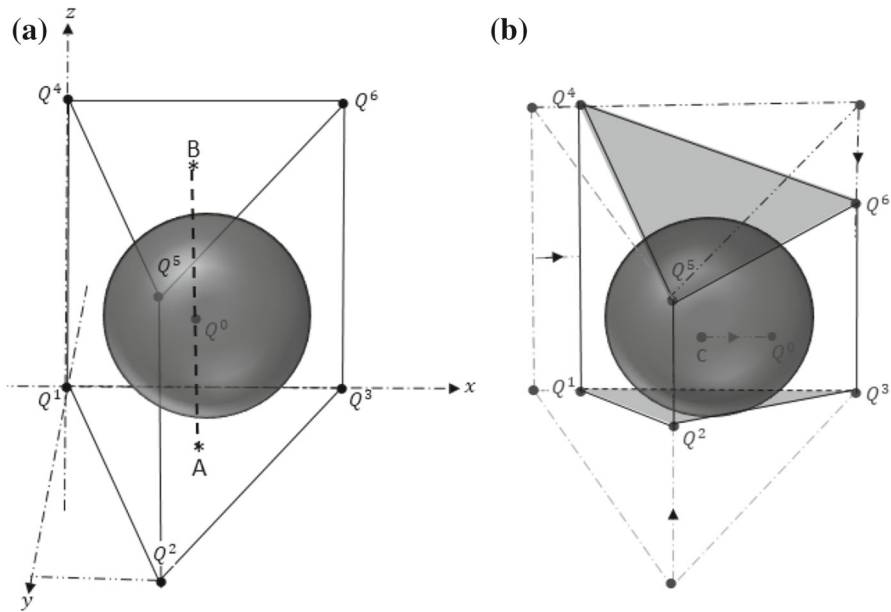 (a)
z
Q⁴
Q⁶
B
*
Q⁵
Q⁰
Q¹
Q³
x
*
A
Q²
y
(b)
Q⁴
Q⁶
Q⁵
C
Q⁰
Q¹
Q³
Q²